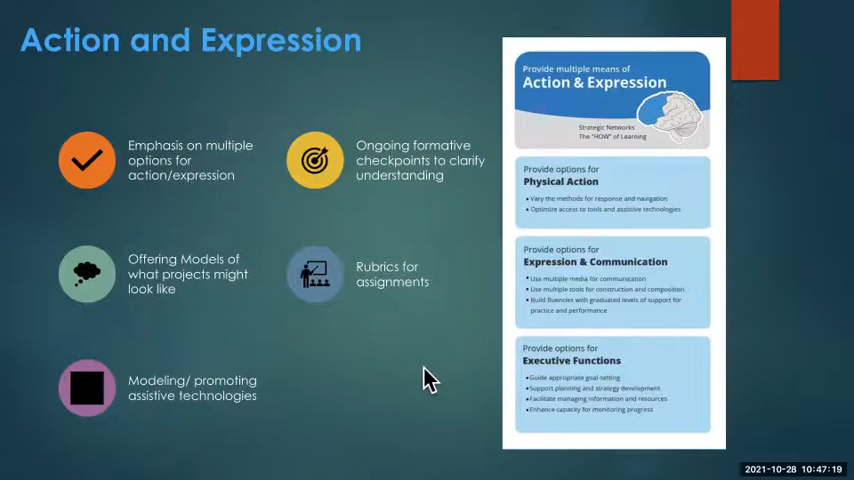 Action and Expression
Emphasis on multiple
options for
action/expression
Ongoing formative
checkpoints to clarify
understanding
Offering Models of
what projects might
look like
Rubrics for
assignments
Modeling/ promoting
assistive technologies
Provide multiple means of
Action & Expression
Strategic Networks
The "HOW" of Learning
Provide options for
Physical Action
• Vary the methods for response and navigation
• Optimize access to tools and assistive technologies
Provide options for
Expression & Communication
• Use multiple media for communication
• Use multiple tools for construction and composition
• Build fluencies with graduated levels of support for
practice and performance
Provide options for
Executive Functions
• Guide appropriate goal-setting
• Support planning and strategy development
• Facilitate managing information and resources
• Enhance capacity for monitoring progress
2021-10-28 10:47:19